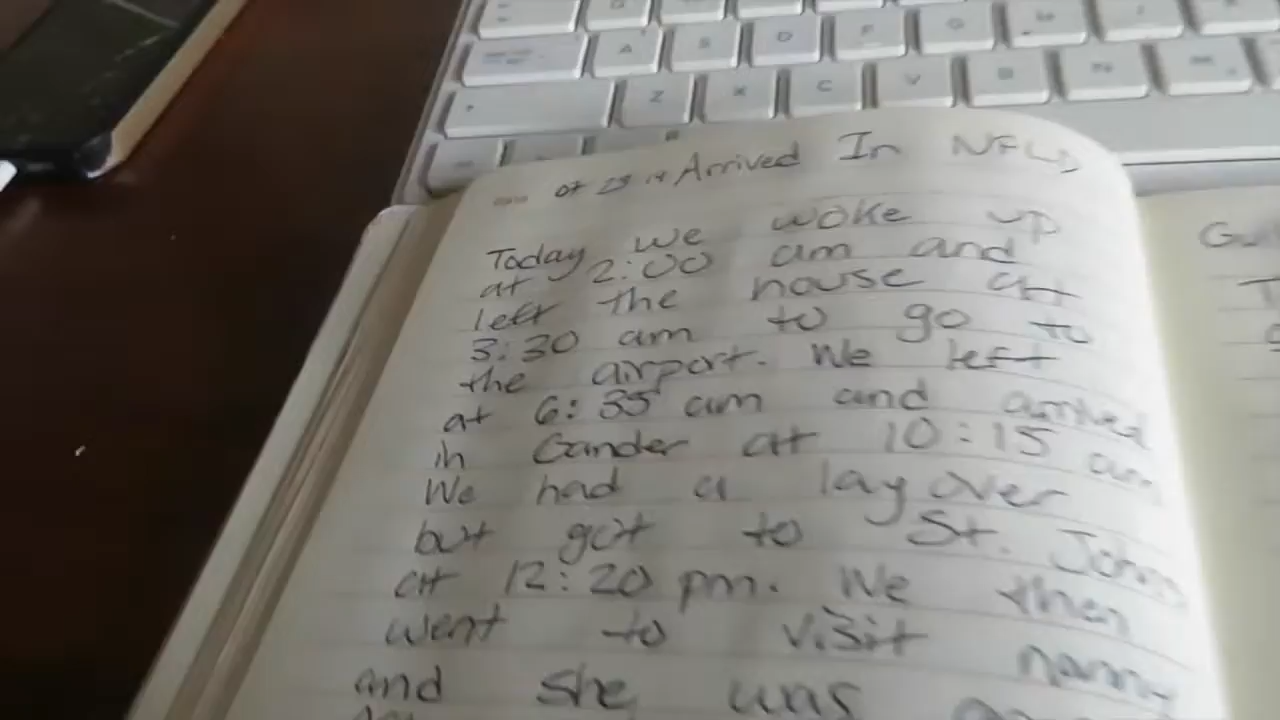 A S D F G
Z X C V B N M
Arrived In NFLD
Today we woke up
at 2:00 am and
left the house at
3:30 am to go to
the airport. We left
at 6:35 am and arrived
in Gander at 10:15 am
We had a lay over
but got to St. Johns
at 12:20 pm. We then
went to visit nanny
and she was